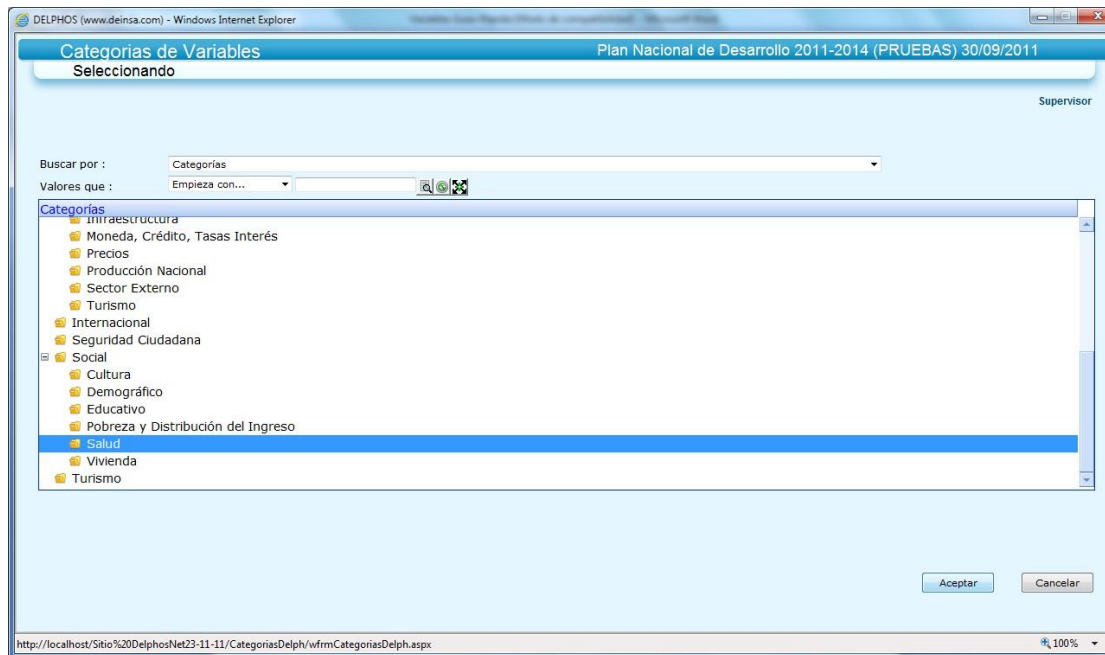 DELPHOS (www.deinsa.com) - Windows Internet Explorer
Categorias de Variables
Plan Nacional de Desarrollo 2011-2014 (PRUEBAS) 30/09/2011
Seleccionando
Supervisor
Buscar por :
Categorías
Valores que :
Empieza con...
Categorías
Infraestructura
Moneda, Crédito, Tasas Interés
Precios
Producción Nacional
Sector Externo
Turismo
Internacional
Seguridad Ciudadana
Social
Cultura
Demográfico
Educativo
Pobreza y Distribución del Ingreso
Salud
Vivienda
Turismo
Aceptar
Cancelar
http://localhost/Sitio%20DelphosNet23-11-11/CategoriasDelph/wfrmCategoriasDelph.aspx
100%